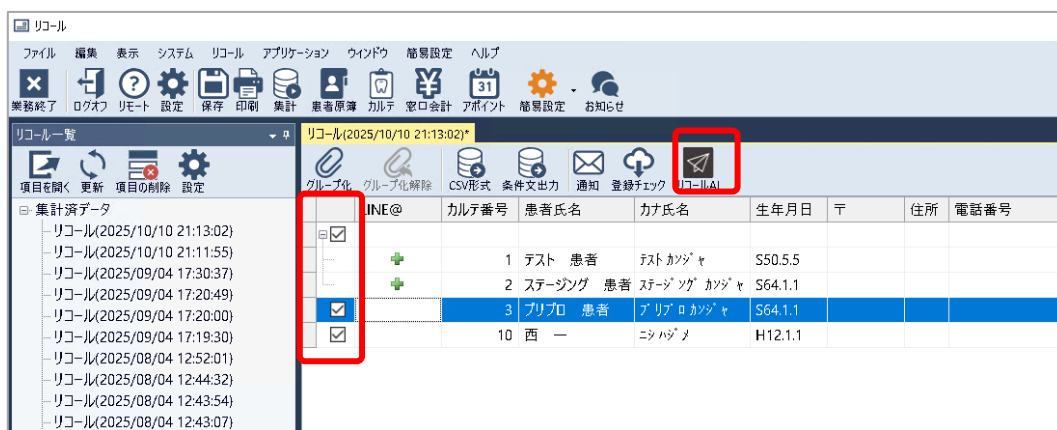 リコール
ファイル 編集 表示 システム リコール アプリケーション ウィンドウ 簡易設定 ヘルプ
業務終了 ログオフ リモート 設定 保存 印刷 集計 患者原簿 カルテ 窓口会計 アポイント 簡易設定 お知らせ
31
リコール一覧
リコール(2025/10/10 21:13:02)*
項目を開く 更新 項目の削除 設定
グループ化 グループ化解除 CSV形式 条件文出力 通知 登録チェック リコールAI
LINE@ カルテ番号 患者氏名 カナ氏名 生年月日 〒 住所 電話番号
集計済データ
リコール(2025/10/10 21:13:02)
リコール(2025/10/10 21:11:55)
リコール(2025/09/04 17:30:37)
リコール(2025/09/04 17:20:49)
リコール(2025/09/04 17:20:00)
リコール(2025/09/04 17:19:30)
リコール(2025/08/04 12:52:01)
リコール(2025/08/04 12:44:32)
リコール(2025/08/04 12:43:54)
リコール(2025/08/04 12:43:07)
1 テスト 患者 ﾃｽﾄ ｶﾝｼﾞｬ S50.5.5
2 ステージング 患者 ｽﾃｰｼﾞﾝｸﾞ ｶﾝｼﾞｬ S64.1.1
3 プリプロ 患者 ﾌﾟﾘﾌﾟﾛ ｶﾝｼﾞｬ S64.1.1
10 西 一 ﾆｼ ﾊｼﾞﾒ H12.1.1